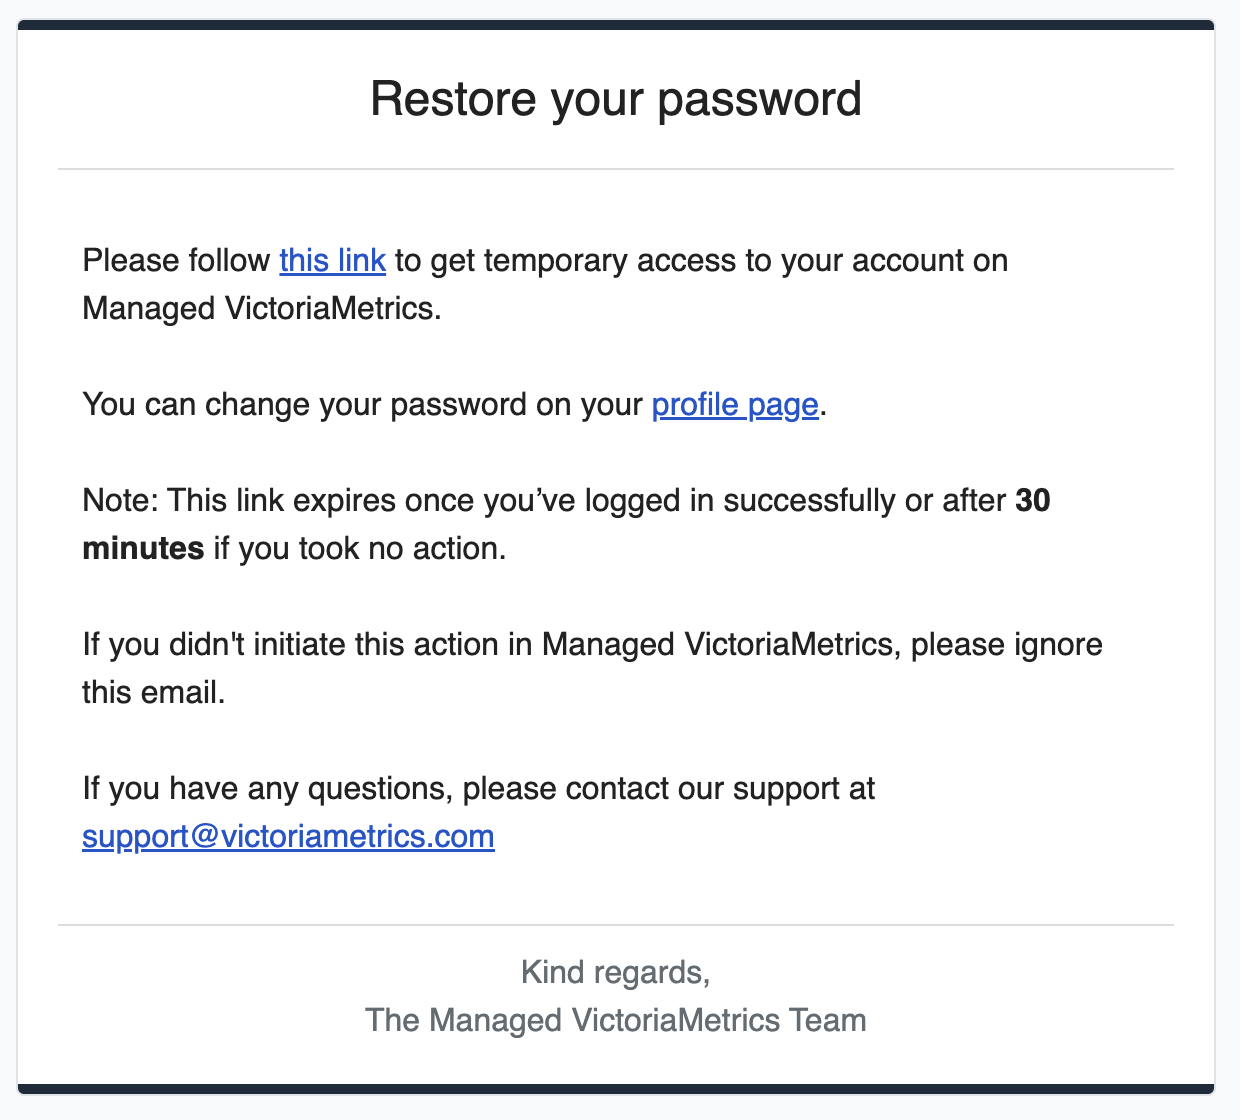 Restore your password
Please follow this link to get temporary access to your account on
Managed VictoriaMetrics.
You can change your password on your profile page.
Note: This link expires once you’ve logged in successfully or after 30
minutes if you took no action.
If you didn't initiate this action in Managed VictoriaMetrics, please ignore
this email.
If you have any questions, please contact our support at
support@victoriametrics.com
Kind regards,
The Managed VictoriaMetrics Team